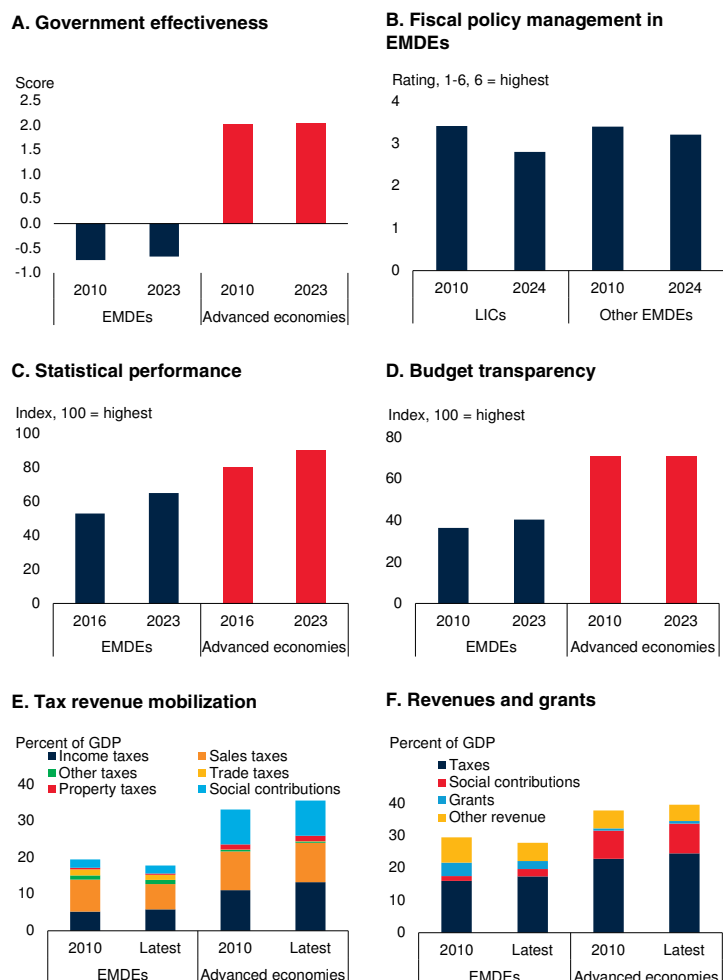 A. Government effectiveness
Score
2.5
2.0
1.5
1.0
0.5
0.0
-0.5
-1.0
2010 2023 2010 2023
EMDEs Advanced economies
B. Fiscal policy management in
EMDEs
Rating, 1-6, 6 = highest
4
3
2
1
0
2010 2024 2010 2024
LICs Other EMDEs
C. Statistical performance
Index, 100 = highest
100
80
60
40
20
0
2016 2023 2016 2023
EMDEs Advanced economies
D. Budget transparency
Index, 100 = highest
80
60
40
20
0
2010 2023 2010 2023
EMDEs Advanced economies
E. Tax revenue mobilization
Percent of GDP
Income taxes Sales taxes
Other taxes Trade taxes
Property taxes Social contributions
40
30
20
10
0
2010 Latest 2010 Latest
EMDEs Advanced economies
F. Revenues and grants
Percent of GDP
Taxes
Social contributions
Grants
Other revenue
40
30
20
10
0
2010 Latest 2010 Latest
EMDEs Advanced economies